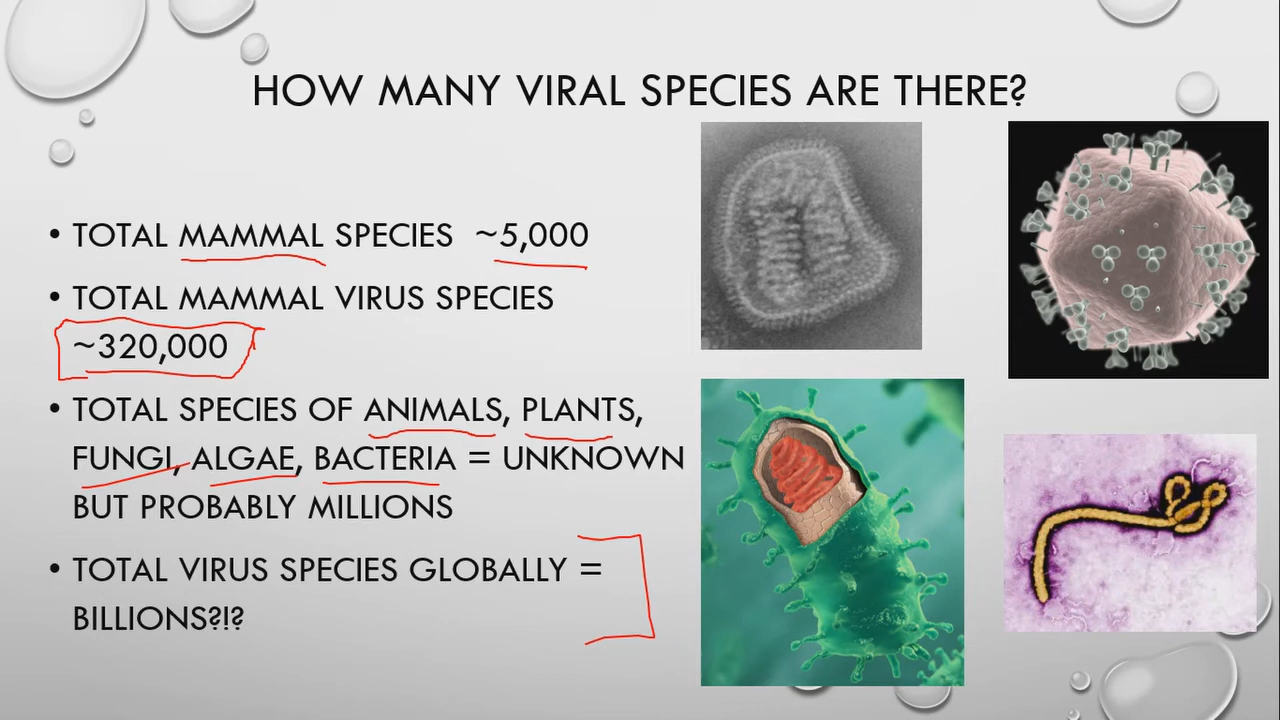 HOW MANY VIRAL SPECIES ARE THERE?
• TOTAL MAMMAL SPECIES ~5,000
• TOTAL MAMMAL VIRUS SPECIES
~320,000
• TOTAL SPECIES OF ANIMALS, PLANTS,
FUNGI, ALGAE, BACTERIA = UNKNOWN
BUT PROBABLY MILLIONS
• TOTAL VIRUS SPECIES GLOBALLY =
BILLIONS?!?